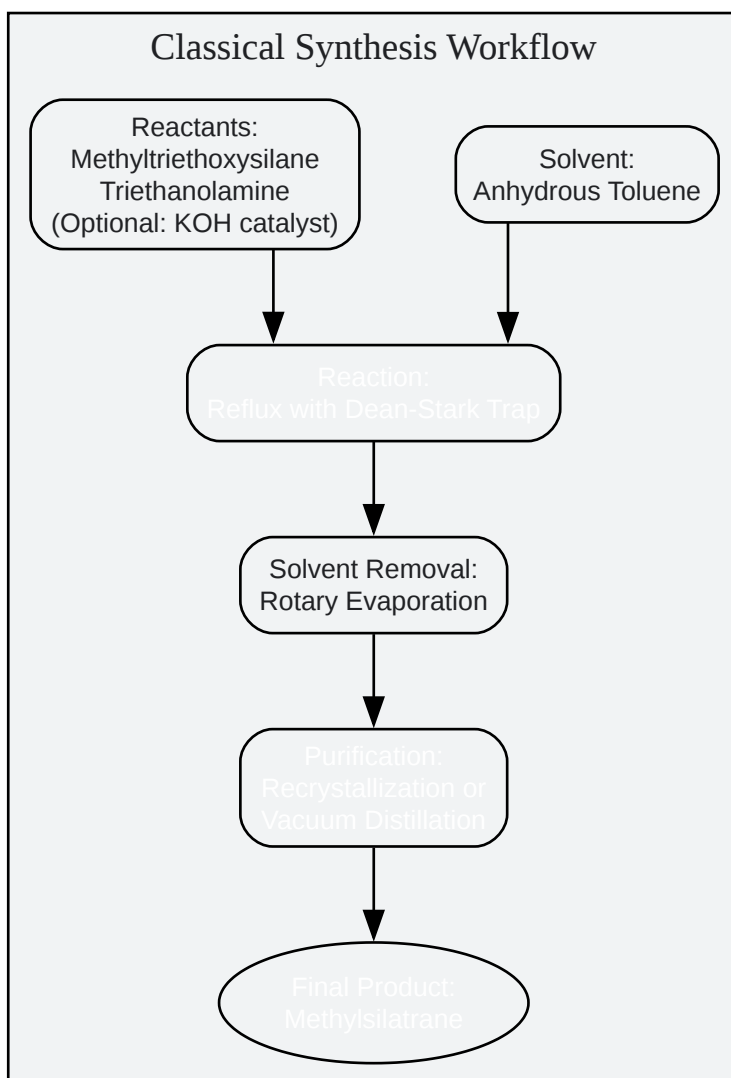 Classical Synthesis Workflow
Reactants:
Methyltriethoxysilane
Triethanolamine
(Optional: KOH catalyst)
Solvent:
Anhydrous Toluene
Reaction:
Reflux with Dean-Stark Trap
Solvent Removal:
Rotary Evaporation
Purification:
Recrystallization or
Vacuum Distillation
Final Product:
Methylsilatrane